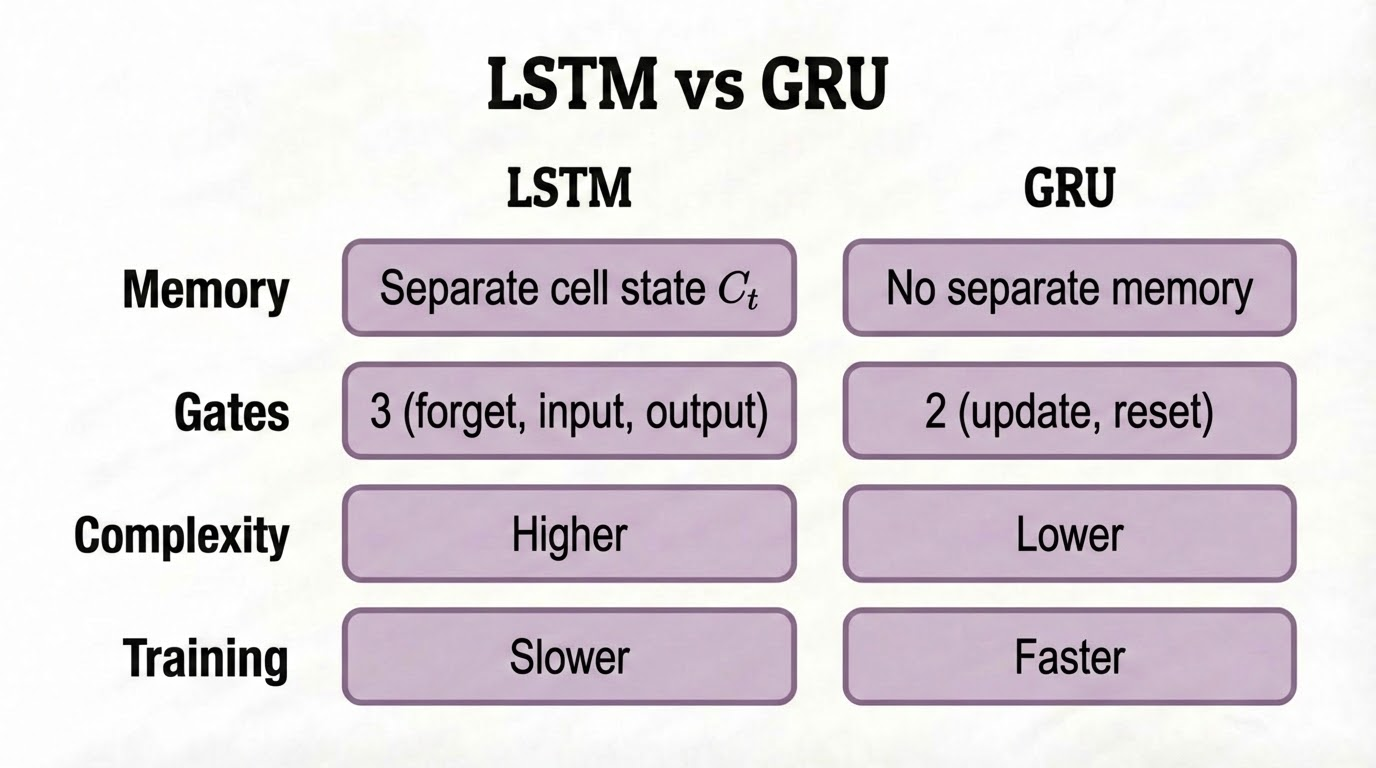 LSTM vs GRU
LSTM GRU
Memory Separate cell state C_t No separate memory
Gates 3 (forget, input, output) 2 (update, reset)
Complexity Higher Lower
Training Slower Faster